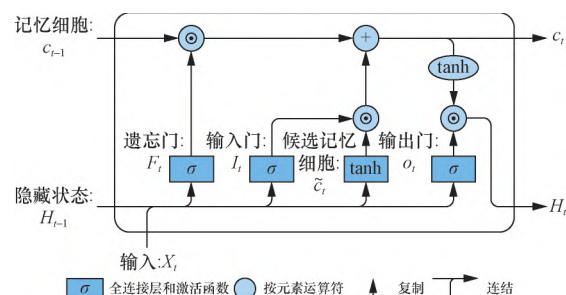 记忆细胞:
c_{t-1}
+
c_t
tanh
遗忘门:
F_t
输入门:
I_t
候选记忆
细胞:
c̃_t
输出门:
o_t
σ
σ
tanh
σ
隐藏状态:
H_{t-1}
H_t
输入:X_t
σ 全连接层和激活函数 按元素运算符 复制 连结